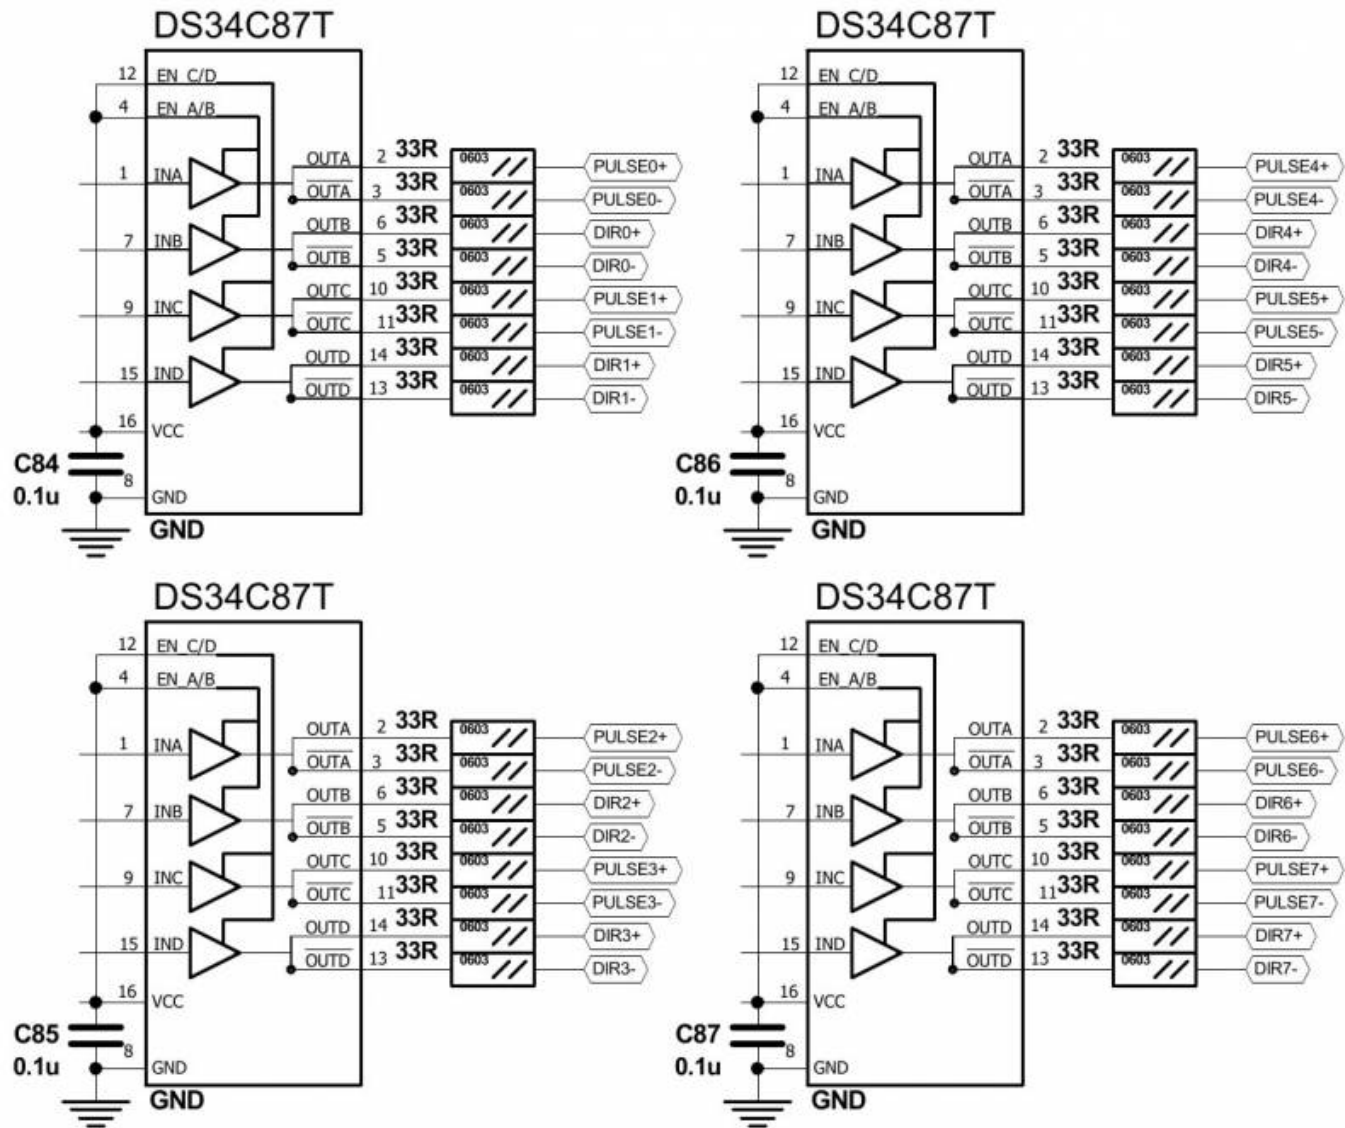 DS34C87T
12 EN_C/D
4 EN_A/B
OUTA 2 33R 0603 PULSE0+
1 INA
OUTA 3 33R 0603 PULSE0-
OUTB 6 33R 0603 DIR0+
7 INB
OUTB 5 33R 0603 DIR0-
OUTC 10 33R 0603 PULSE1+
9 INC
OUTC 11 33R 0603 PULSE1-
OUTD 14 33R 0603 DIR1+
15 IND
OUTD 13 33R 0603 DIR1-
16 VCC
C84
8
0.1u
GND
GND
DS34C87T
12 EN_C/D
4 EN_A/B
OUTA 2 33R 0603 PULSE4+
1 INA
OUTA 3 33R 0603 PULSE4-
OUTB 6 33R 0603 DIR4+
7 INB
OUTB 5 33R 0603 DIR4-
OUTC 10 33R 0603 PULSE5+
9 INC
OUTC 11 33R 0603 PULSE5-
OUTD 14 33R 0603 DIR5+
15 IND
OUTD 13 33R 0603 DIR5-
16 VCC
C86
8
0.1u
GND
GND
DS34C87T
12 EN_C/D
4 EN_A/B
OUTA 2 33R 0603 PULSE2+
1 INA
OUTA 3 33R 0603 PULSE2-
OUTB 6 33R 0603 DIR2+
7 INB
OUTB 5 33R 0603 DIR2-
OUTC 10 33R 0603 PULSE3+
9 INC
OUTC 11 33R 0603 PULSE3-
OUTD 14 33R 0603 DIR3+
15 IND
OUTD 13 33R 0603 DIR3-
16 VCC
C85
8
0.1u
GND
GND
DS34C87T
12 EN_C/D
4 EN_A/B
OUTA 2 33R 0603 PULSE6+
1 INA
OUTA 3 33R 0603 PULSE6-
OUTB 6 33R 0603 DIR6+
7 INB
OUTB 5 33R 0603 DIR6-
OUTC 10 33R 0603 PULSE7+
9 INC
OUTC 11 33R 0603 PULSE7-
OUTD 14 33R 0603 DIR7+
15 IND
OUTD 13 33R 0603 DIR7-
16 VCC
C87
8
0.1u
GND
GND